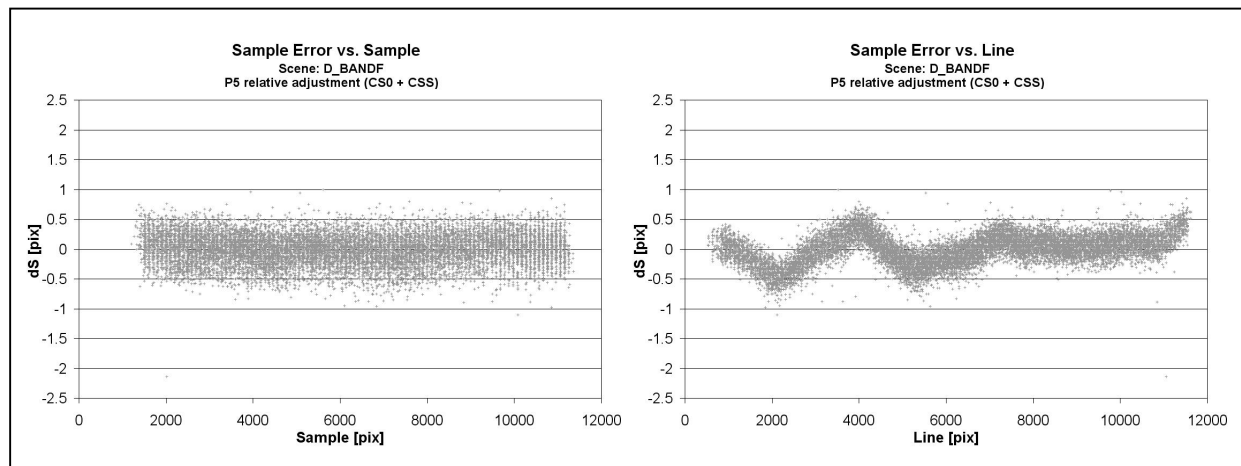 Sample Error vs. Sample
Scene: D_BANDF
P5 relative adjustment (CS0 + CSS)
2.5
2
1.5
1
0.5
0
-0.5
-1
-1.5
-2
-2.5
dS [pix]
0 2000 4000 6000 8000 10000 12000
Sample [pix]
Sample Error vs. Line
Scene: D_BANDF
P5 relative adjustment (CS0 + CSS)
2.5
2
1.5
1
0.5
0
-0.5
-1
-1.5
-2
-2.5
dS [pix]
0 2000 4000 6000 8000 10000 12000
Line [pix]